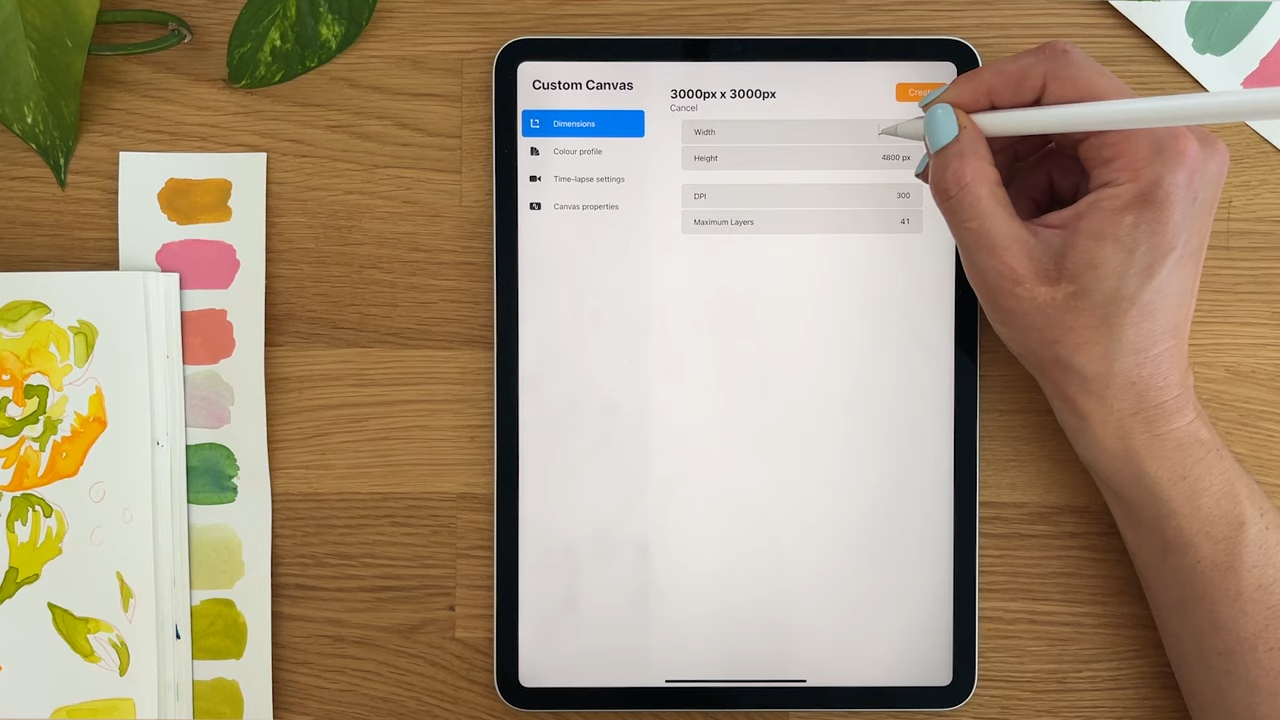 Custom Canvas
3000px x 3000px
Cancel
Create
Dimensions
Colour profile
Time-lapse settings
Canvas properties
Width
Height 4800 px
DPI 300
Maximum Layers 41